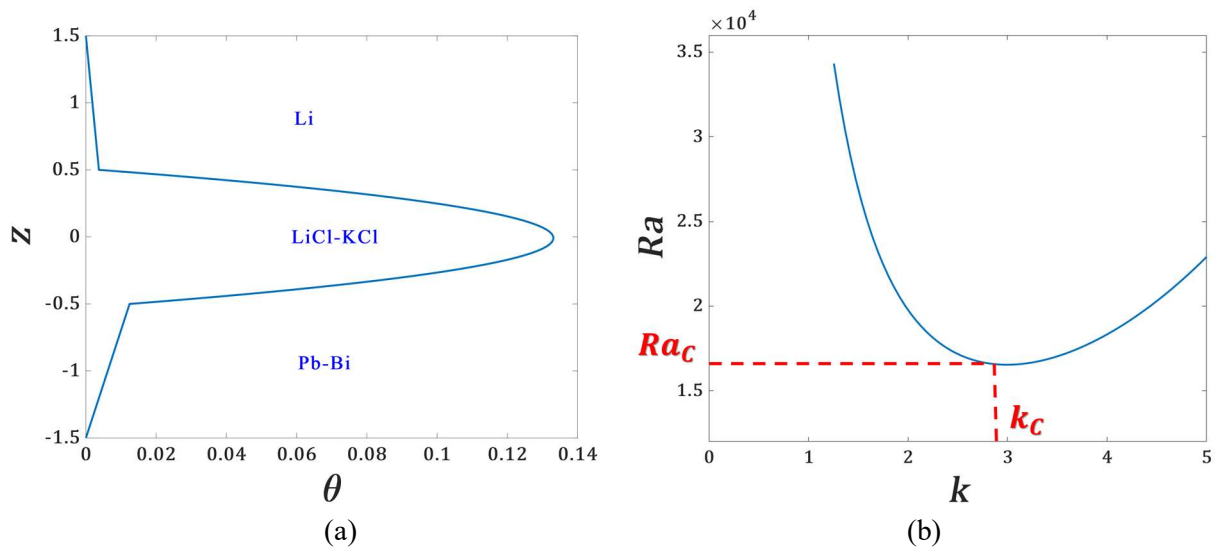 1.5
1
0.5
0
-0.5
-1
-1.5
z
Li
LiCl-KCl
Pb-Bi
0 0.02 0.04 0.06 0.08 0.1 0.12 0.14
θ
(a)
×10⁴
3.5
3
2.5
2
1.5
Ra
Ra_C
k_C
0 1 2 3 4 5
k
(b)